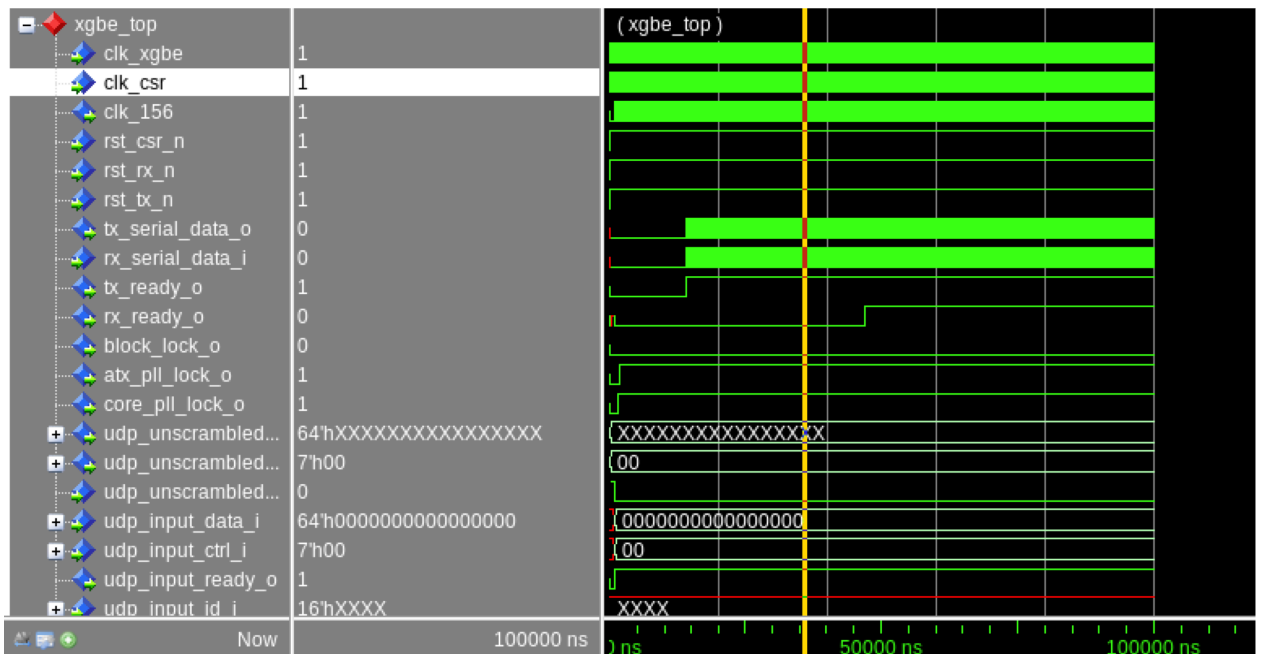 xgbe_top ( xgbe_top )
clk_xgbe 1
clk_csr 1
clk_156 1
rst_csr_n 1
rst_rx_n 1
rst_tx_n 1
tx_serial_data_o 0
rx_serial_data_i 0
tx_ready_o 1
rx_ready_o 0
block_lock_o 0
atx_pll_lock_o 1
core_pll_lock_o 1
udp_unscrambled... 64'hXXXXXXXXXXXXXXXX XXXXXXXXXXXXXXXX
udp_unscrambled... 7'h00 00
udp_unscrambled... 0
udp_input_data_i 64'h0000000000000000 0000000000000000
udp_input_ctrl_i 7'h00 00
udp_input_ready_o 1
udp_input_id_i 16'hXXXX XXXX
Now 100000 ns ns 50000 ns 100000 ns